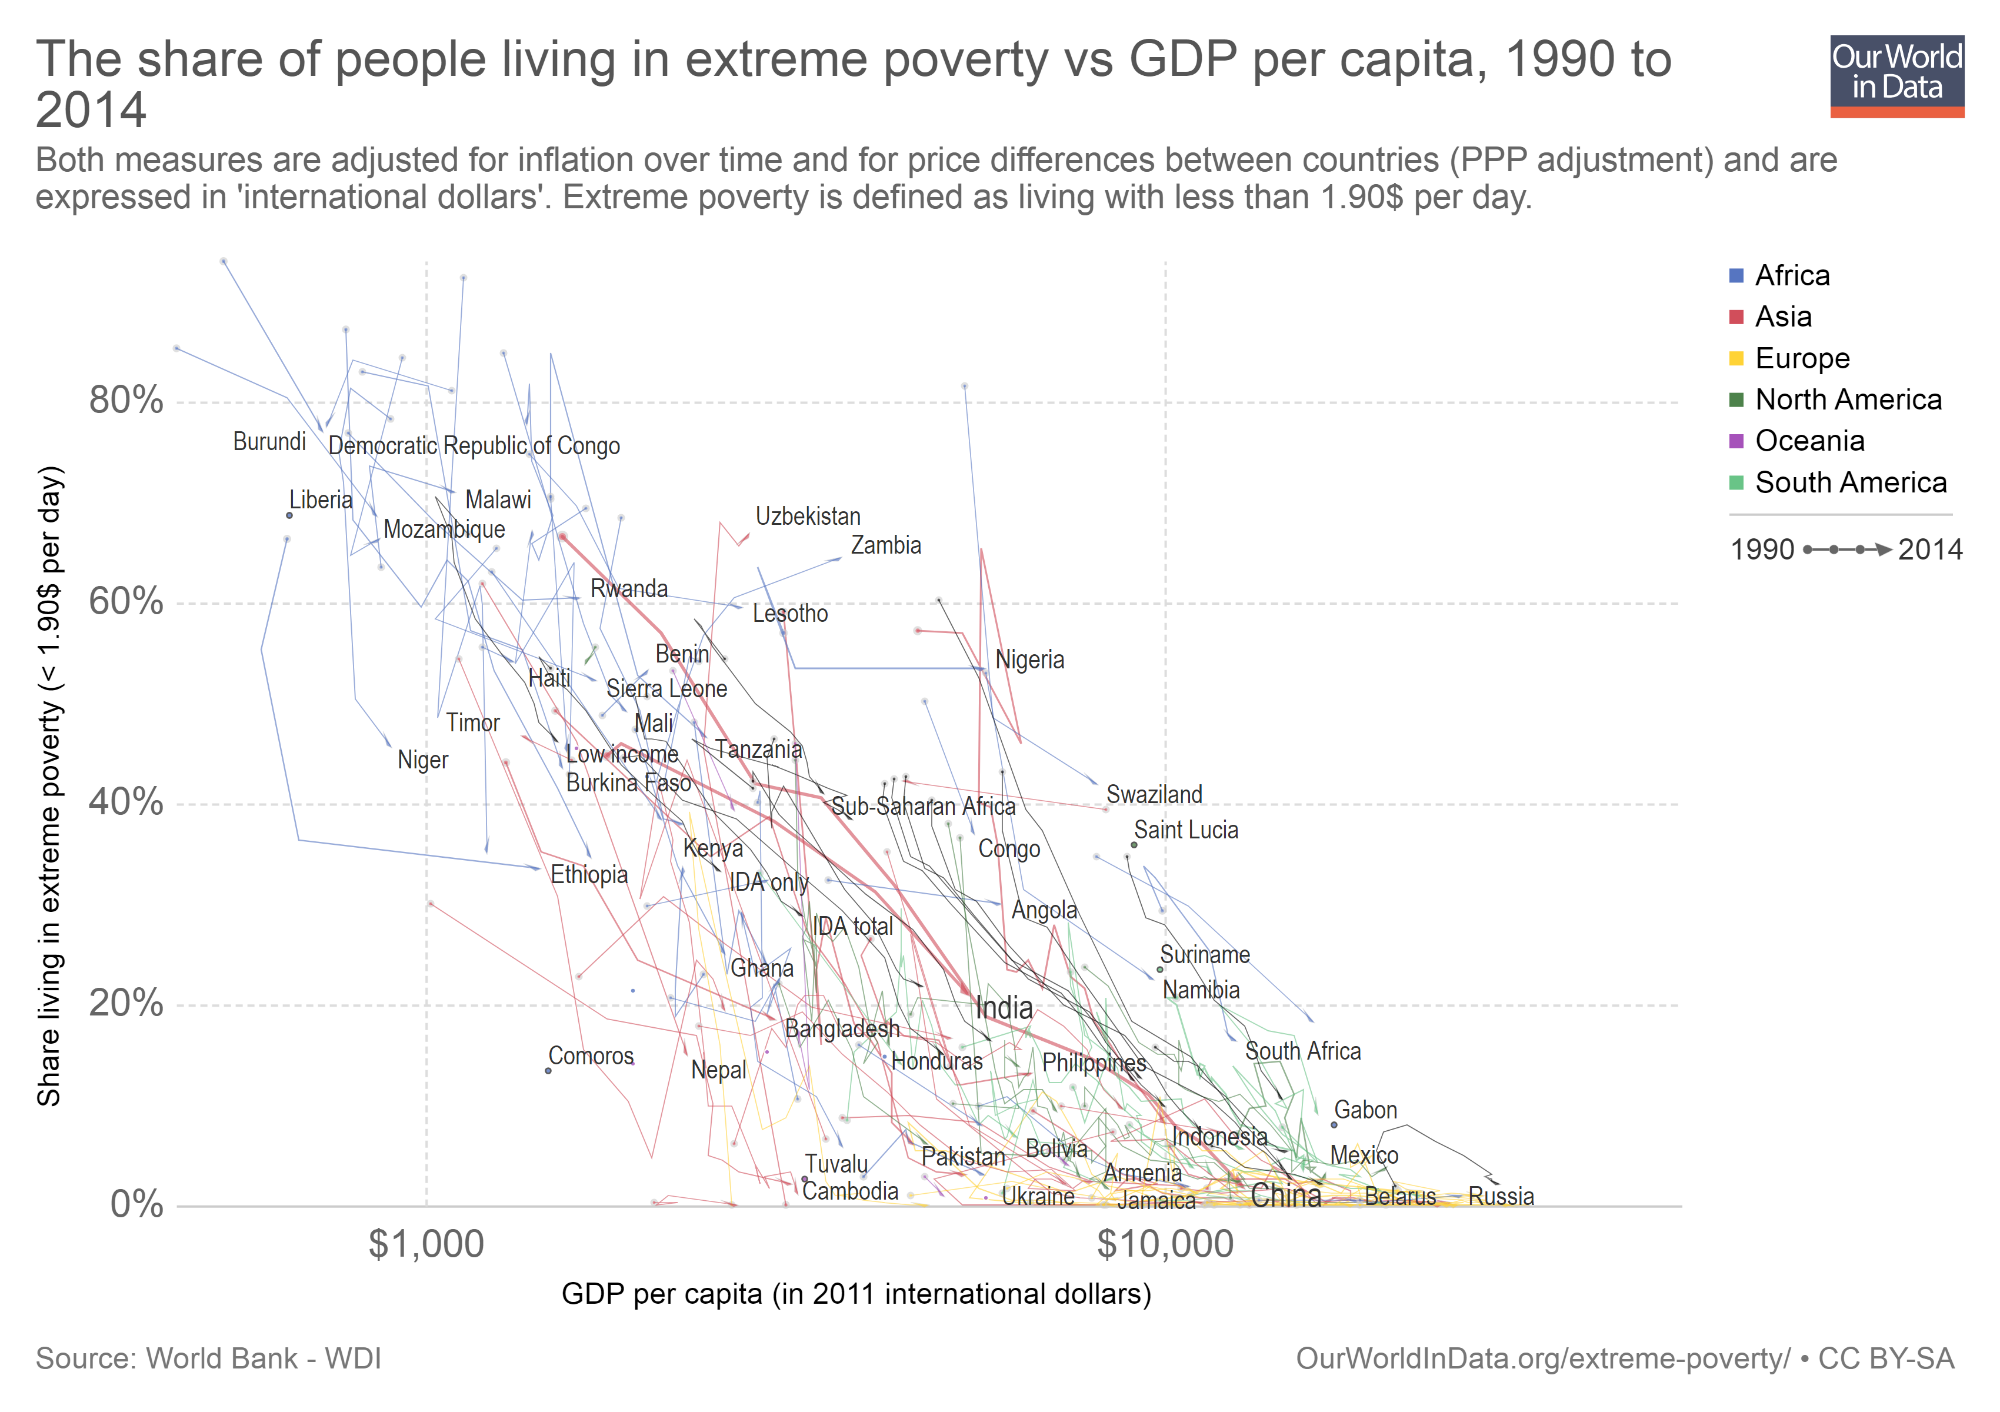 The share of people living in extreme poverty vs GDP per capita, 1990 to
2014
Our World
in Data
Both measures are adjusted for inflation over time and for price differences between countries (PPP adjustment) and are
expressed in 'international dollars'. Extreme poverty is defined as living with less than 1.90$ per day.
Africa
Asia
Europe
North America
Oceania
South America
1990
2014
Share living in extreme poverty (< 1.90$ per day)
80%
60%
40%
20%
0%
Burundi
Democratic Republic of Congo
Liberia
Malawi
Mozambique
Uzbekistan
Zambia
Rwanda
Lesotho
Benin
Nigeria
Haiti
Sierra Leone
Timor
Mali
Niger
Low income
Tanzania
Burkina Faso
Sub-Saharan Africa
Swaziland
Saint Lucia
Kenya
Congo
Ethiopia
IDA only
Angola
IDA total
Ghana
Suriname
Namibia
India
Bangladesh
Comoros
Nepal
Honduras
Philippines
South Africa
Gabon
Indonesia
Tuvalu
Pakistan
Bolivia
Mexico
Cambodia
Armenia
Ukraine
Jamaica
China
Belarus
Russia
$1,000
$10,000
GDP per capita (in 2011 international dollars)
Source: World Bank - WDI
OurWorldInData.org/extreme-poverty/ • CC BY-SA